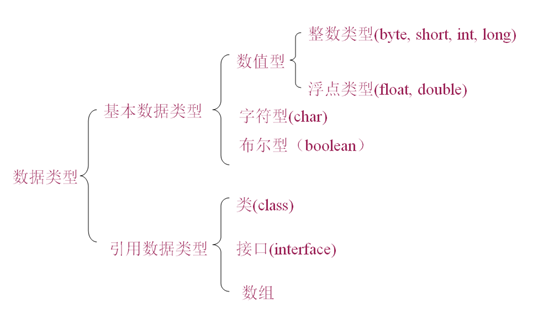 整数类型(byte, short, int, long)
数值型
浮点类型(float, double)
基本数据类型
字符型(char)
布尔型（boolean）
数据类型
类(class)
引用数据类型
接口(interface)
数组